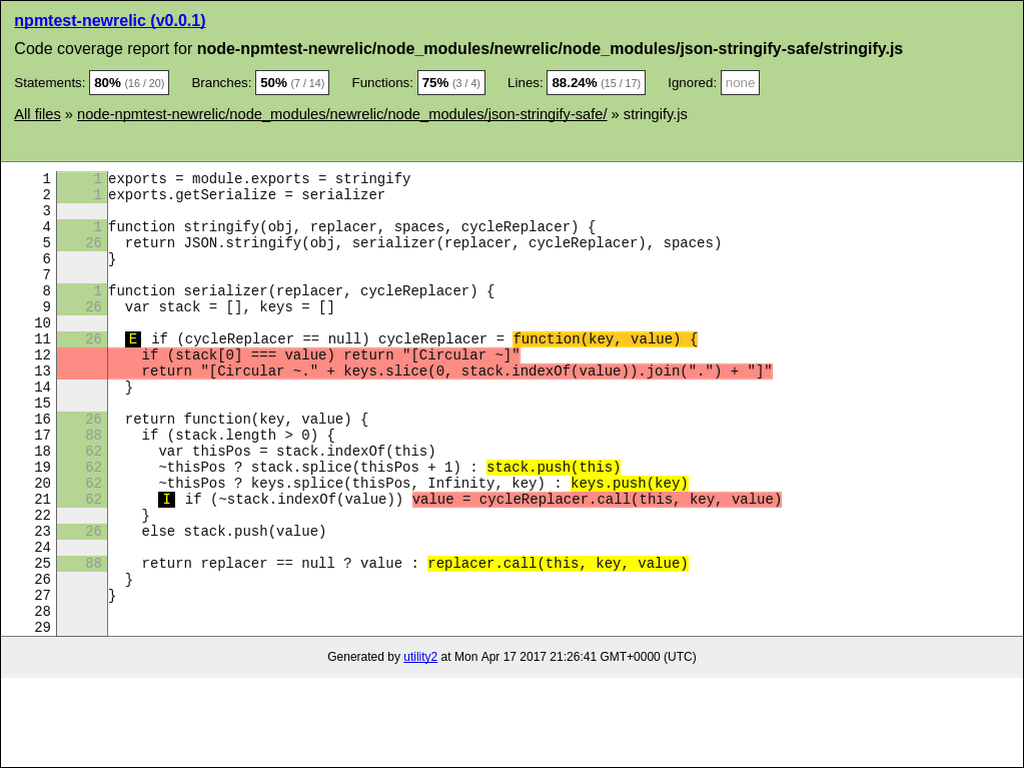 npmtest-newrelic (v0.0.1)
Code coverage report for node-npmtest-newrelic/node_modules/newrelic/node_modules/json-stringify-safe/stringify.js
Statements: 80% (16 / 20) Branches: 50% (7 / 14) Functions: 75% (3 / 4) Lines: 88.24% (15 / 17) Ignored: none
All files » node-npmtest-newrelic/node_modules/newrelic/node_modules/json-stringify-safe/ » stringify.js
1 1 exports = module.exports = stringify
2 1 exports.getSerialize = serializer
3
4 1 function stringify(obj, replacer, spaces, cycleReplacer) {
5 26   return JSON.stringify(obj, serializer(replacer, cycleReplacer), spaces)
6 }
7
8 1 function serializer(replacer, cycleReplacer) {
9 26   var stack = [], keys = []
10
11 26   E if (cycleReplacer == null) cycleReplacer = function(key, value) {
12     if (stack[0] === value) return "[Circular ~]"
13     return "[Circular ~." + keys.slice(0, stack.indexOf(value)).join(".") + "]"
14   }
15
16 26   return function(key, value) {
17 88     if (stack.length > 0) {
18 62       var thisPos = stack.indexOf(this)
19 62       ~thisPos ? stack.splice(thisPos + 1) : stack.push(this)
20 62       ~thisPos ? keys.splice(thisPos, Infinity, key) : keys.push(key)
21 62       I if (~stack.indexOf(value)) value = cycleReplacer.call(this, key, value)
22     }
23 26     else stack.push(value)
24
25 88     return replacer == null ? value : replacer.call(this, key, value)
26   }
27 }
28
29
Generated by utility2 at Mon Apr 17 2017 21:26:41 GMT+0000 (UTC)